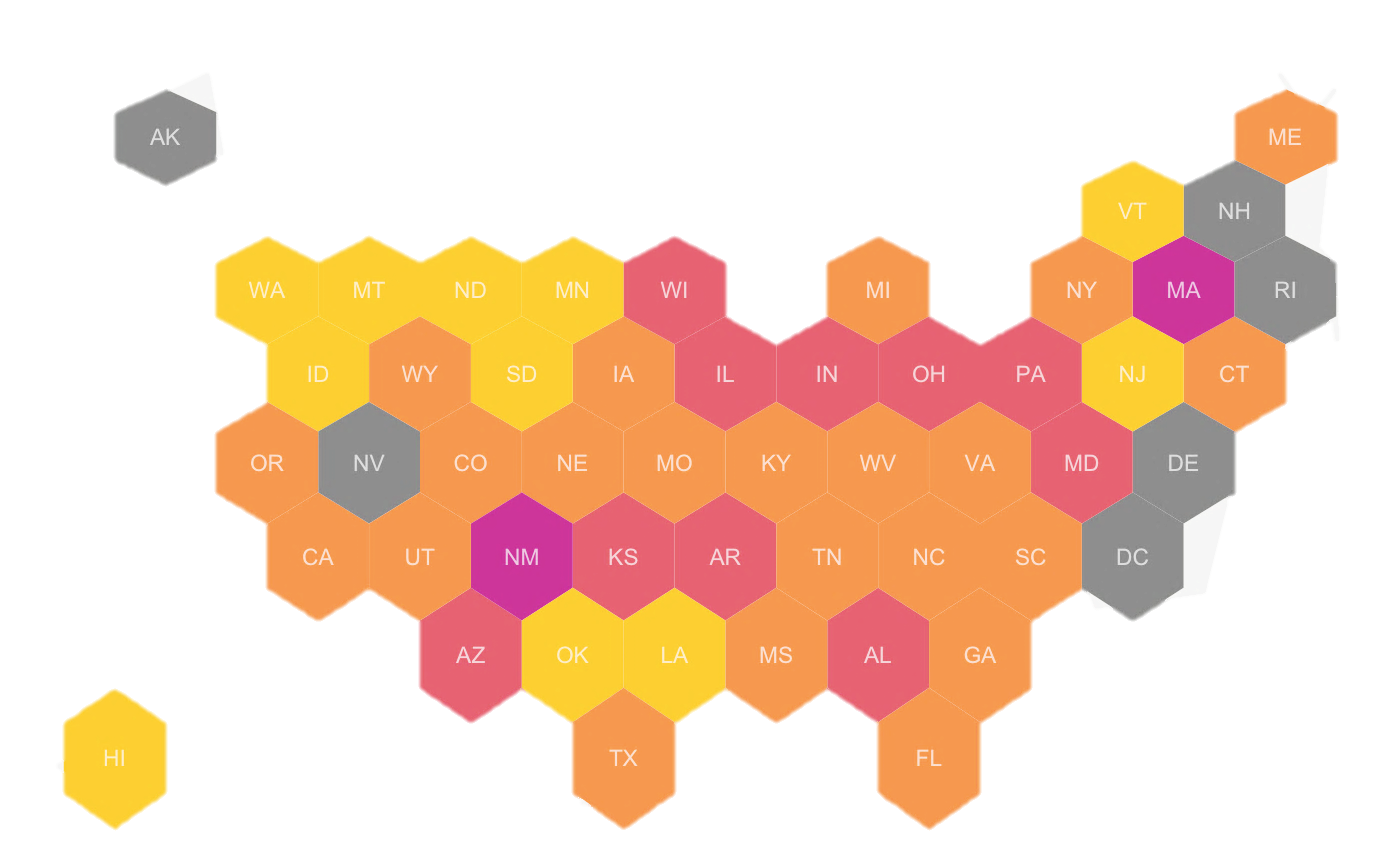 AK
ME
VT NH
WA MT ND MN WI MI NY MA RI
ID WY SD IA IL IN OH PA NJ CT
OR NV CO NE MO KY WV VA MD DE
CA UT NM KS AR TN NC SC DC
AZ OK LA MS AL GA
HI TX FL